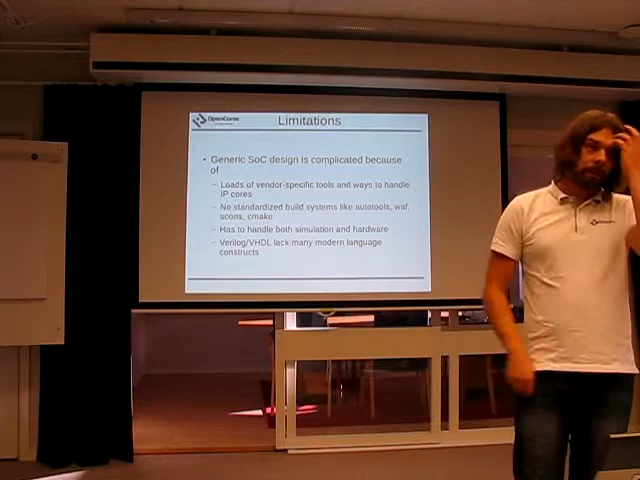 OpenCores
Limitations
• Generic SoC design is complicated because
of
– Loads of vendor-specific tools and ways to handle
IP cores
– No standardized build systems like autotools, waf,
scons, cmake
– Has to handle both simulation and hardware
– Verilog/VHDL lack many modern language
constructs